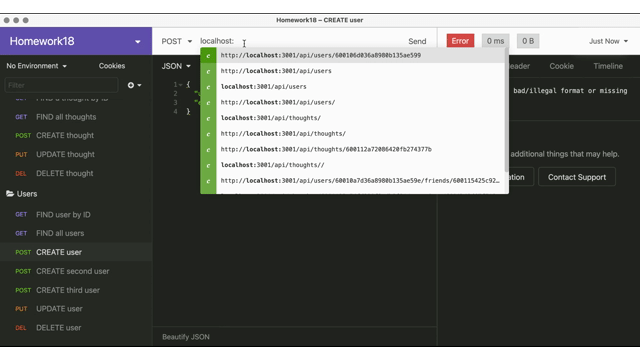 Homework18 – CREATE user
Homework18
POST localhost: Send
Error 0 ms 0 B Just Now
No Environment Cookies
JSON
Header Cookie Timeline
Filter
FIND a thought by ID
GET FIND all thoughts
POST CREATE thought
PUT UPDATE thought
DEL DELETE thought
Users
GET FIND user by ID
GET FIND all users
POST CREATE user
POST CREATE second user
POST CREATE third user
PUT UPDATE user
DEL DELETE user
1 {
2
3
4 }
c http://localhost:3001/api/users/600106d036a8980b135ae599
c http://localhost:3001/api/users
c localhost:3001/api/users
c http://localhost:3001/api/users/
c localhost:3001/api/thoughts/
c http://localhost:3001/api/thoughts/
c http://localhost:3001/api/thoughts/600112a72086420fb274377b
c localhost:3001/api/thoughts//
c http://localhost:3001/api/users/60010a7d36a8980b135ae59e/friends/600115425c92…
bad/illegal format or missing
additional things that may help.
Contact Support
Beautify JSON